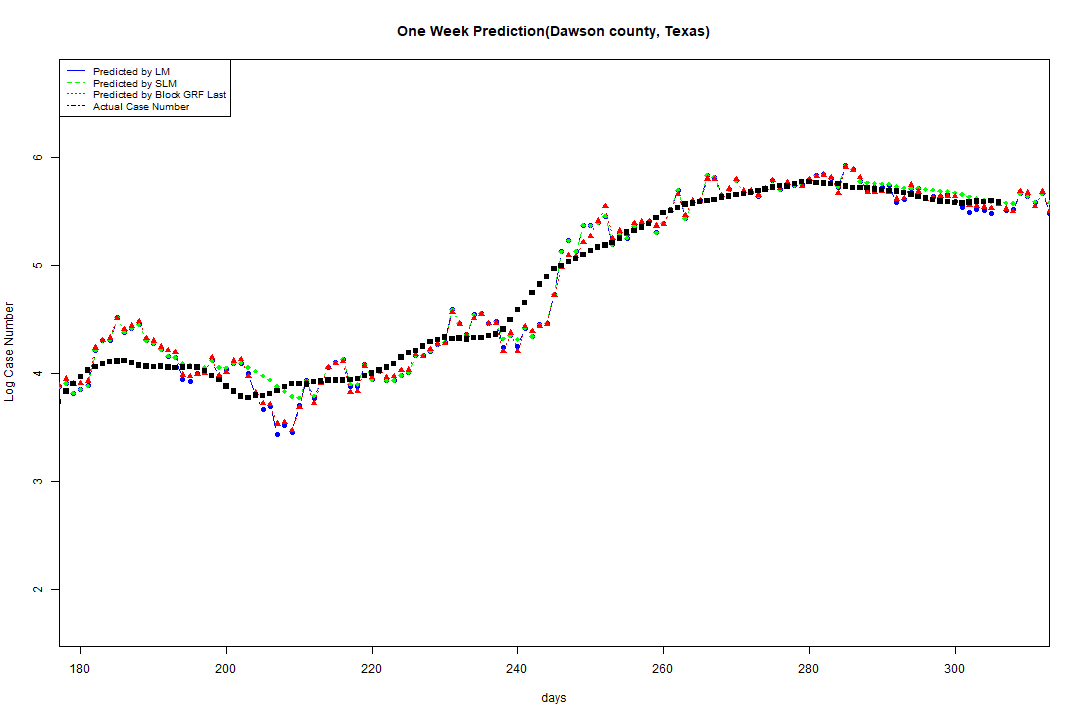 One Week Prediction(Dawson county, Texas)
Predicted by LM
Predicted by SLM
Predicted by Block GRF Last
Actual Case Number
6
5
4
3
2
Log Case Number
180 200 220 240 260 280 300
days